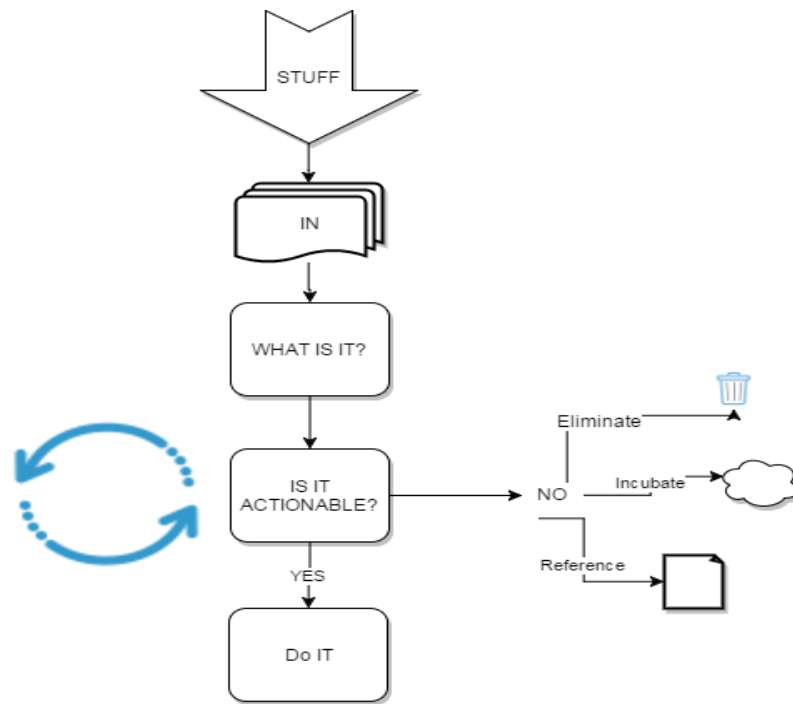 STUFF
IN
WHAT IS IT?
Eliminate
IS IT
ACTIONABLE?
NO
Incubate
Reference
YES
Do IT